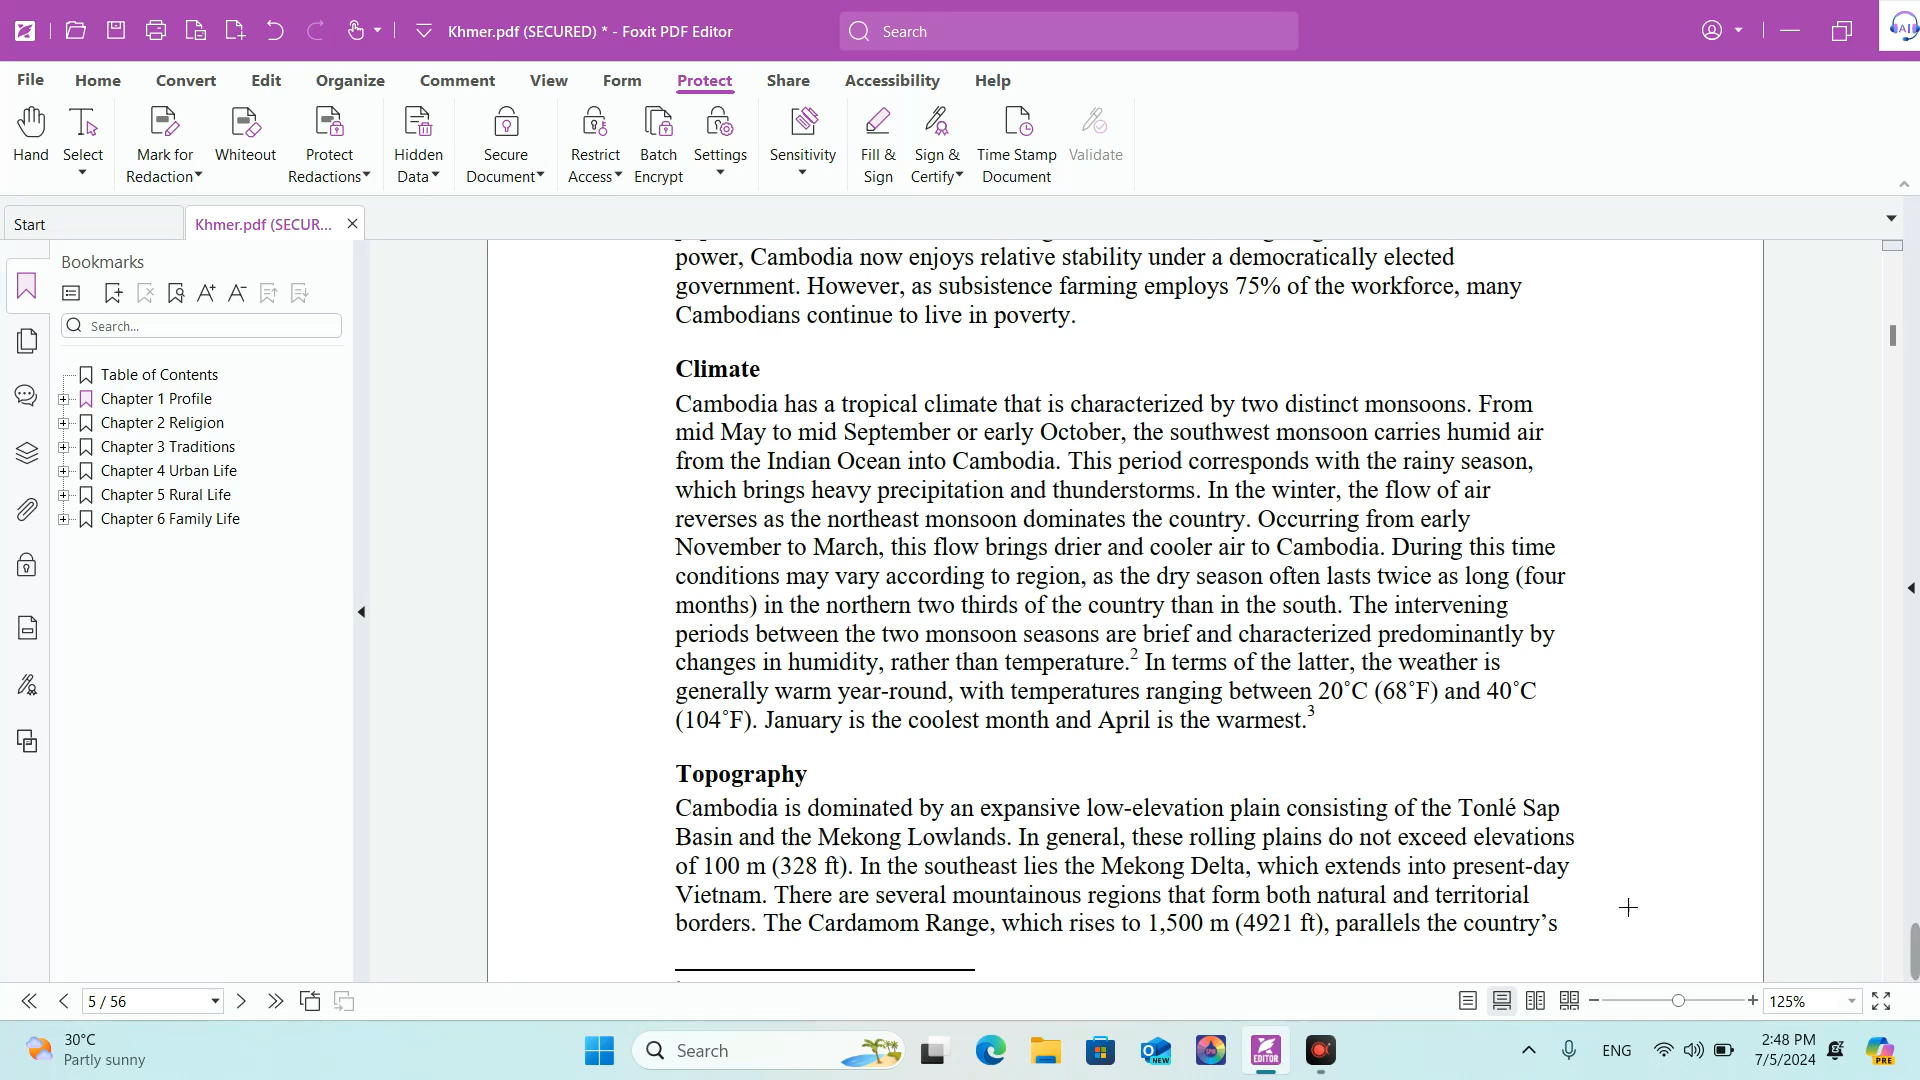 Khmer.pdf (SECURED) * - Foxit PDF Editor
Search
AI
File
Home
Convert
Edit
Organize
Comment
View
Form
Protect
Share
Accessibility
Help
Hand
Select
Mark for
Redaction
Whiteout
Protect
Redactions
Hidden
Data
Secure
Document
Restrict
Access
Batch
Encrypt
Settings
Sensitivity
Fill &
Sign
Sign &
Certify
Time Stamp
Document
Validate
Start
Khmer.pdf (SECUR...
Bookmarks
Search...
Table of Contents
Chapter 1 Profile
Chapter 2 Religion
Chapter 3 Traditions
Chapter 4 Urban Life
Chapter 5 Rural Life
Chapter 6 Family Life
power, Cambodia now enjoys relative stability under a democratically elected
government. However, as subsistence farming employs 75% of the workforce, many
Cambodians continue to live in poverty.
Climate
Cambodia has a tropical climate that is characterized by two distinct monsoons. From
mid May to mid September or early October, the southwest monsoon carries humid air
from the Indian Ocean into Cambodia. This period corresponds with the rainy season,
which brings heavy precipitation and thunderstorms. In the winter, the flow of air
reverses as the northeast monsoon dominates the country. Occurring from early
November to March, this flow brings drier and cooler air to Cambodia. During this time
conditions may vary according to region, as the dry season often lasts twice as long (four
months) in the northern two thirds of the country than in the south. The intervening
periods between the two monsoon seasons are brief and characterized predominantly by
changes in humidity, rather than temperature.2 In terms of the latter, the weather is
generally warm year-round, with temperatures ranging between 20˚C (68˚F) and 40˚C
(104˚F). January is the coolest month and April is the warmest.3
Topography
Cambodia is dominated by an expansive low-elevation plain consisting of the Tonlé Sap
Basin and the Mekong Lowlands. In general, these rolling plains do not exceed elevations
of 100 m (328 ft). In the southeast lies the Mekong Delta, which extends into present-day
Vietnam. There are several mountainous regions that form both natural and territorial
borders. The Cardamom Range, which rises to 1,500 m (4921 ft), parallels the country’s
5 / 56
125%
30°C
Partly sunny
Search
NEW
EDITOR
ENG
2:48 PM
7/5/2024
PRE